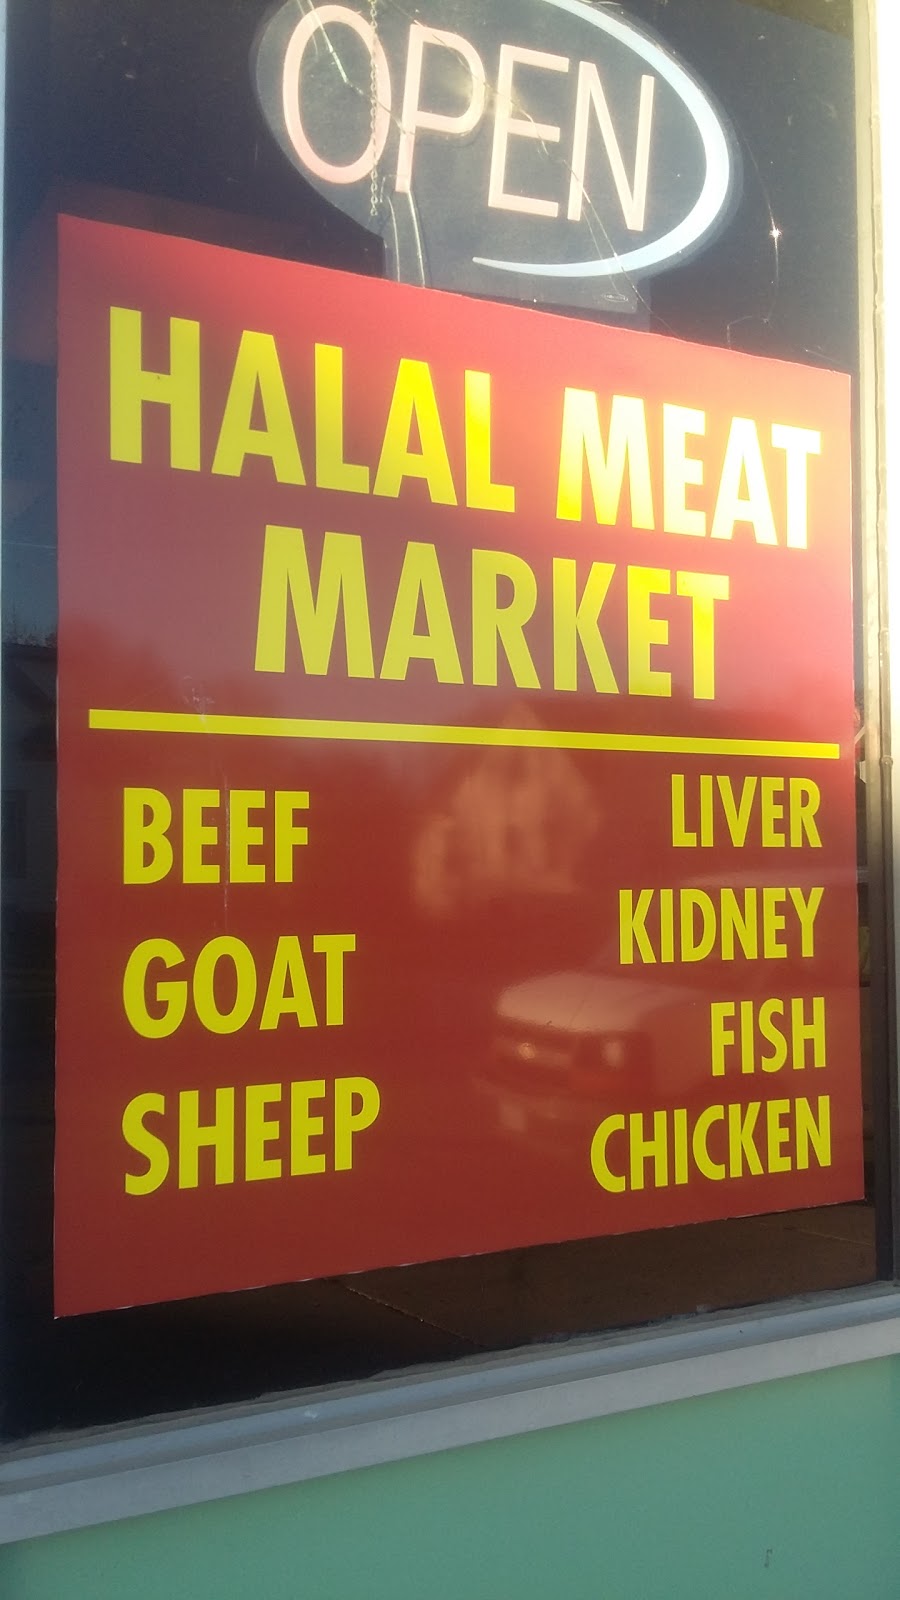 OPEN
HALAL MEAT
MARKET
BEEF
GOAT
SHEEP
LIVER
KIDNEY
FISH
CHICKEN